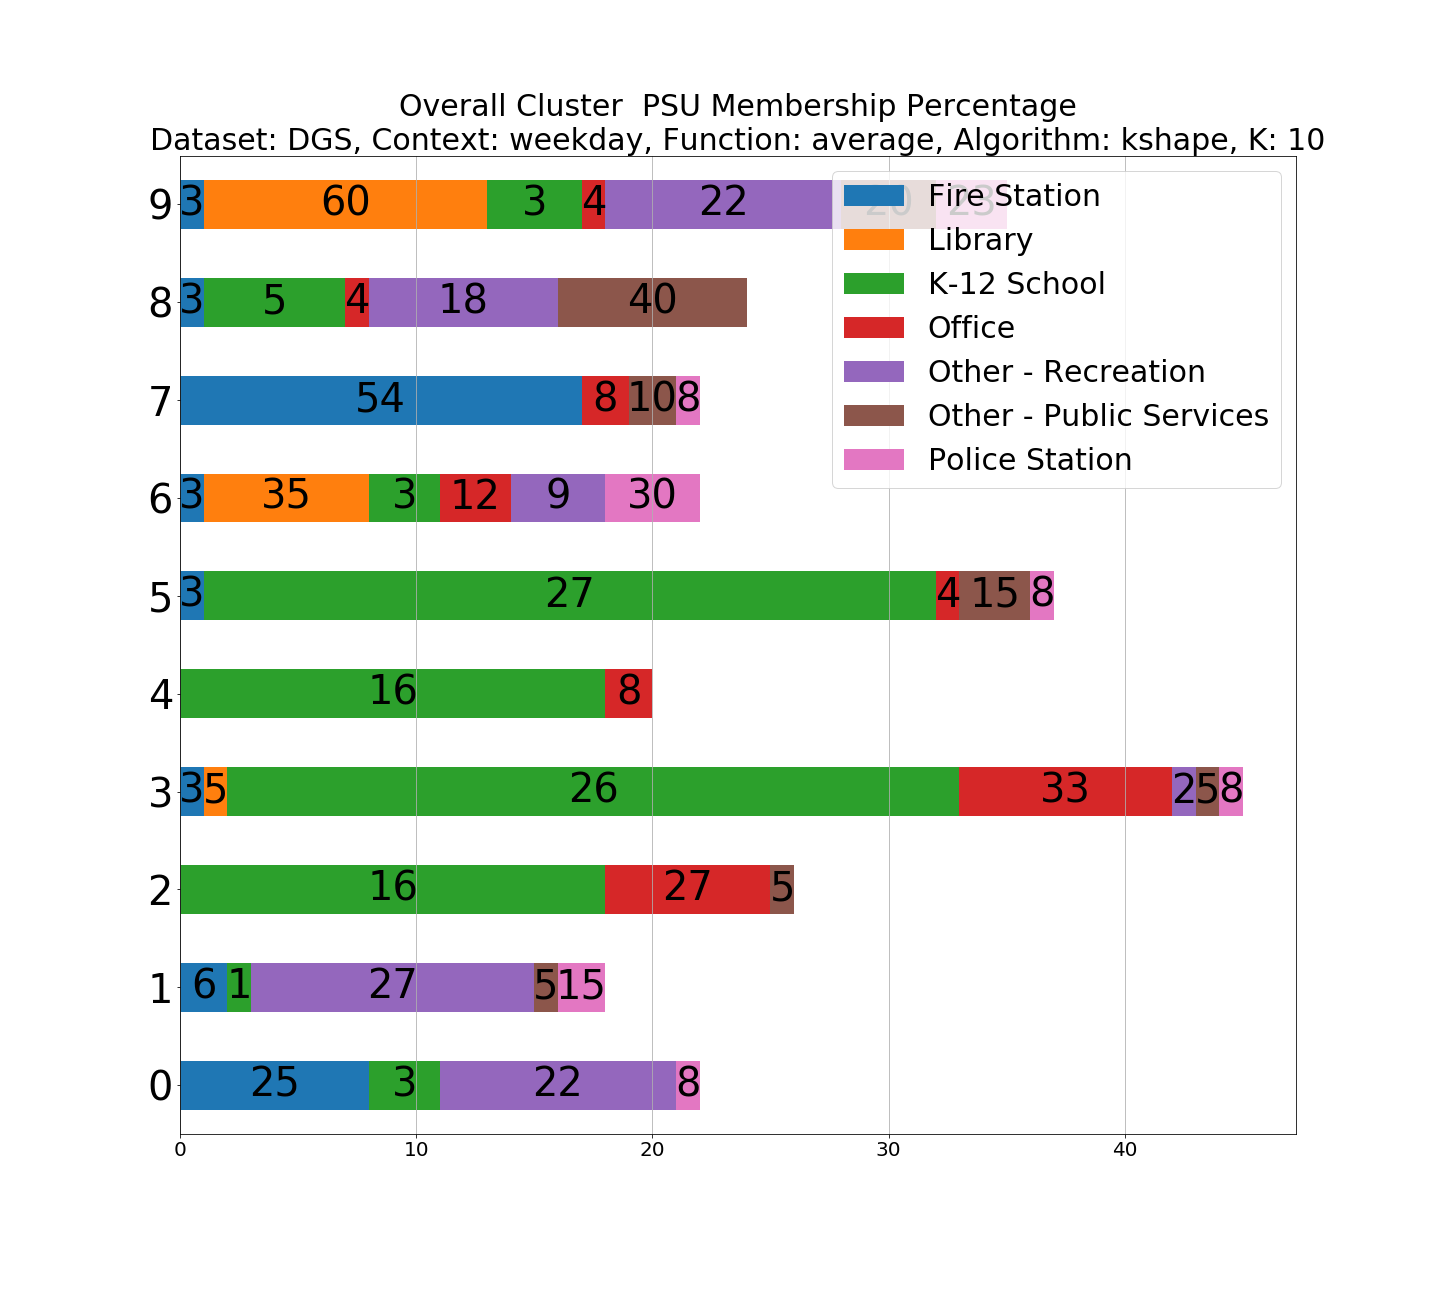 Overall Cluster  PSU Membership Percentage
Dataset: DGS, Context: weekday, Function: average, Algorithm: kshape, K: 10
9 3 60 3 4 22 20 23
8 3 5 4 18 40
7 54 8 10 8
6 3 35 3 12 9 30
5 3 27 4 15 8
4 16 8
3 3 5 26 33 2 5 8
2 16 27 5
1 6 1 27 5 15
0 25 3 22 8
0 10 20 30 40
Fire Station
Library
K-12 School
Office
Other - Recreation
Other - Public Services
Police Station